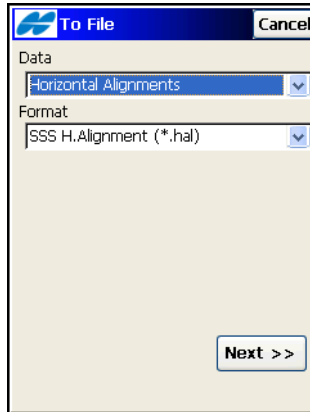 To File
Cancel
Data
Horizontal Alignments
Format
SSS H.Alignment (*.hal)
Next >>